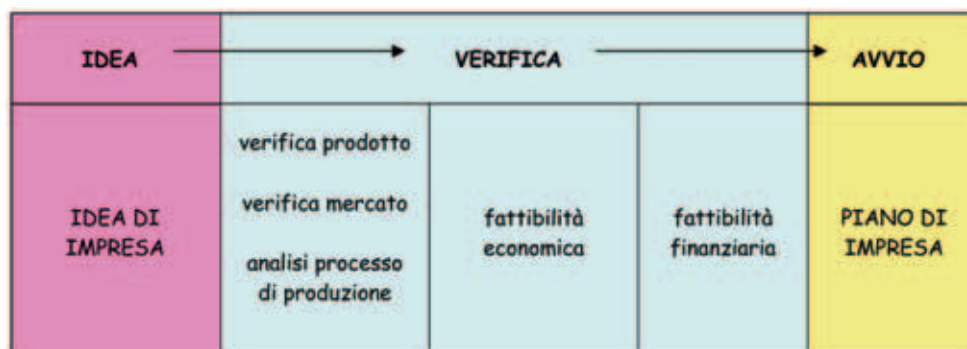 IDEA
VERIFICA
AVVIO
IDEA DI
IMPRESA
verifica prodotto
verifica mercato
analisi processo
di produzione
fattibilità
economica
fattibilità
finanziaria
PIANO DI
IMPRESA